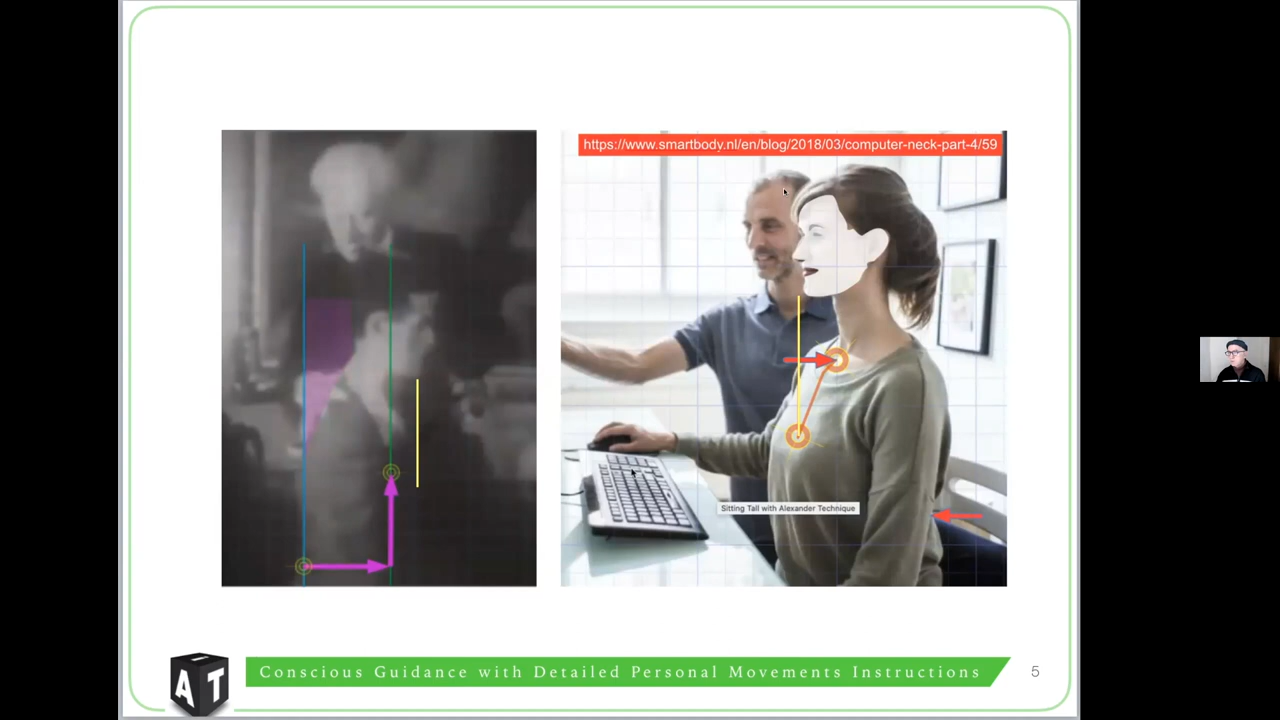 https://www.smartbody.nl/en/blog/2018/03/computer-neck-part-4/59
Sitting Tall with Alexander Technique
A T
Conscious Guidance with Detailed Personal Movements Instructions
5